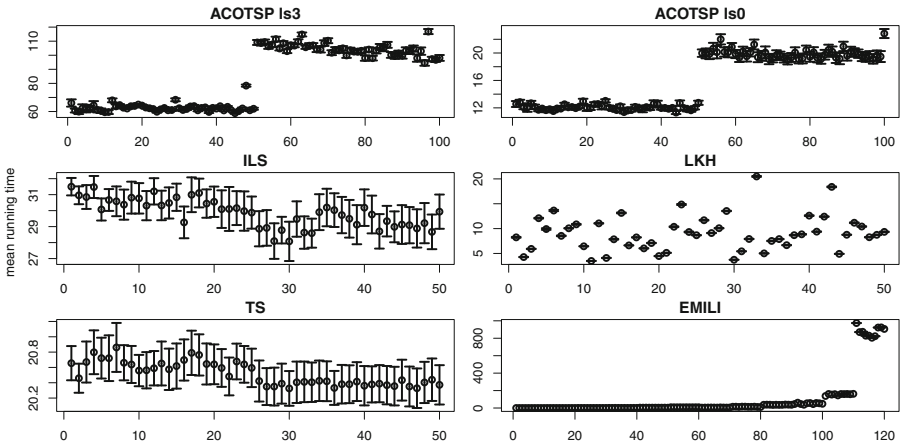 ACOTSP ls3
110
80
60
0 20 40 60 80 100
ACOTSP ls0
20
16
12
0 20 40 60 80 100
mean running time
ILS
31
29
27
0 10 20 30 40 50
LKH
20
10
5
0 10 20 30 40 50
TS
20.8
20.2
0 10 20 30 40 50
EMILI
800
400
0
0 20 40 60 80 100 120